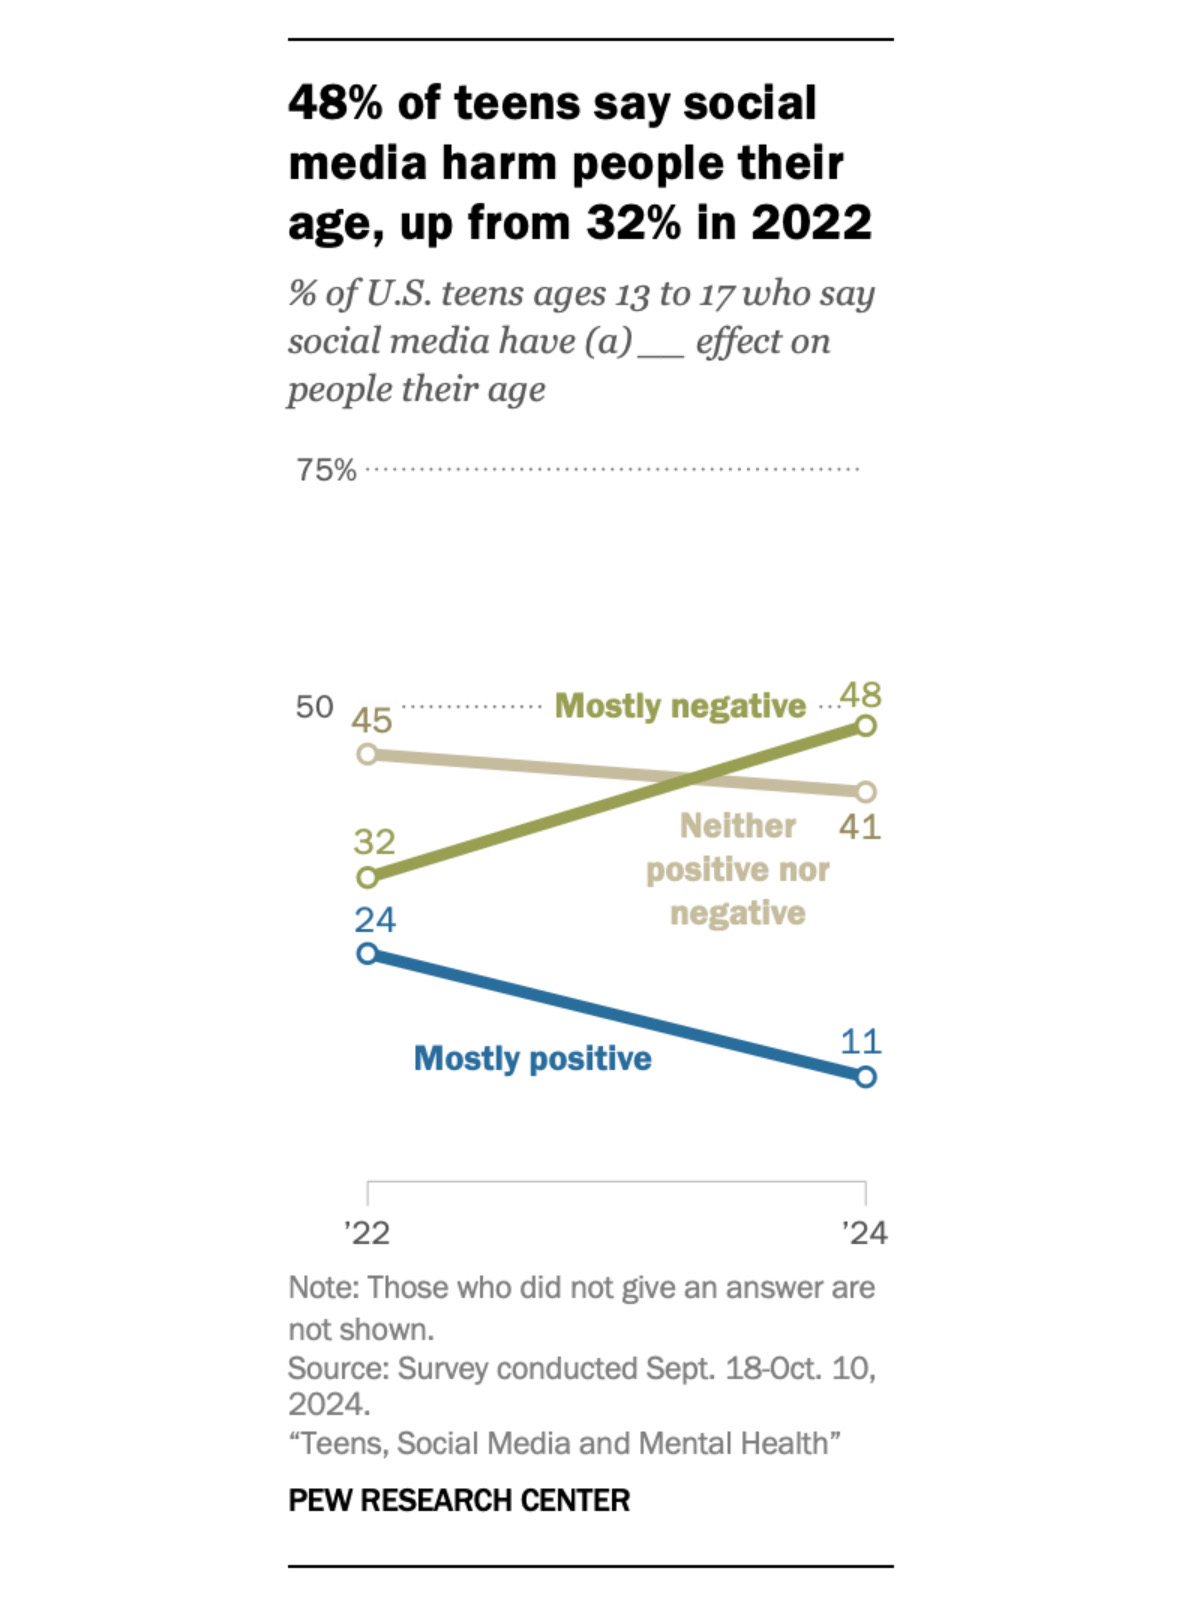 48% of teens say social
media harm people their
age, up from 32% in 2022
% of U.S. teens ages 13 to 17 who say
social media have (a) __ effect on
people their age
75%
50
45
Mostly negative
48
32
Neither
positive nor
negative
41
24
Mostly positive
11
’22
’24
Note: Those who did not give an answer are
not shown.
Source: Survey conducted Sept. 18-Oct. 10,
2024.
“Teens, Social Media and Mental Health”
PEW RESEARCH CENTER